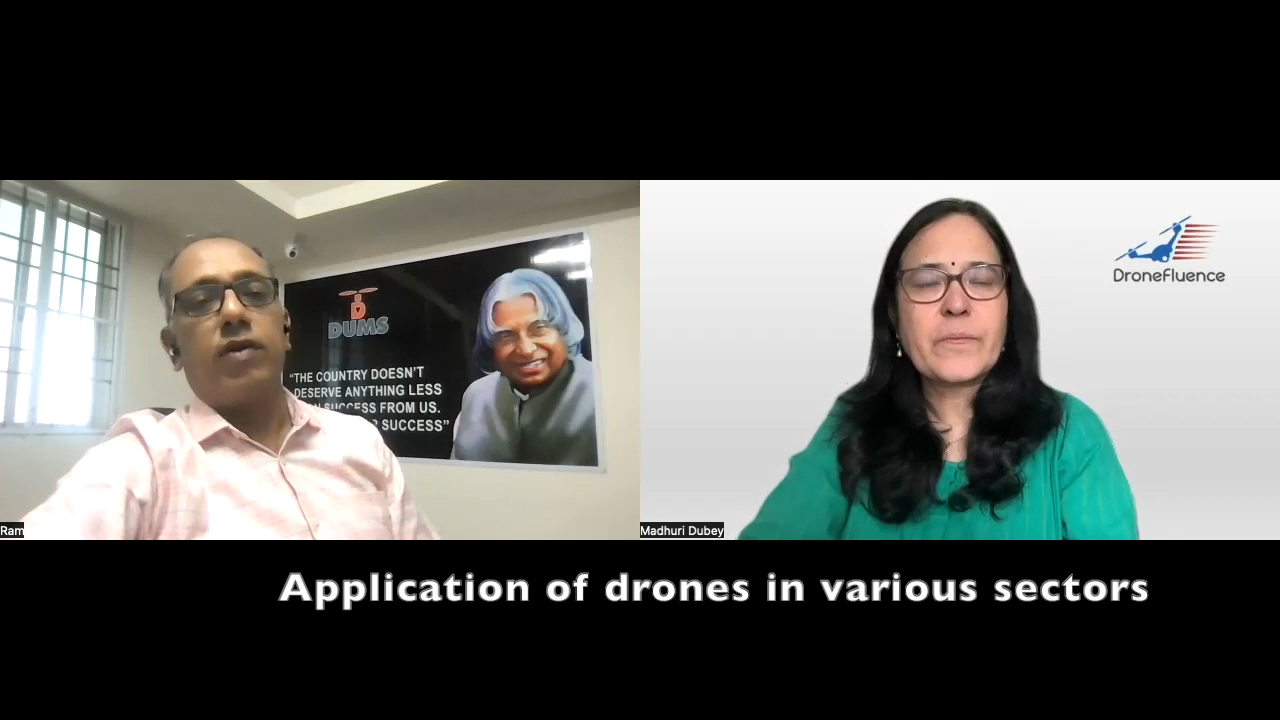 DUMS
"THE COUNTRY DOESN'T
DESERVE ANYTHING LESS
SUCCESS FROM US.
SUCCESS"
DroneFluence
Ram
Madhuri Dubey
Application of drones in various sectors